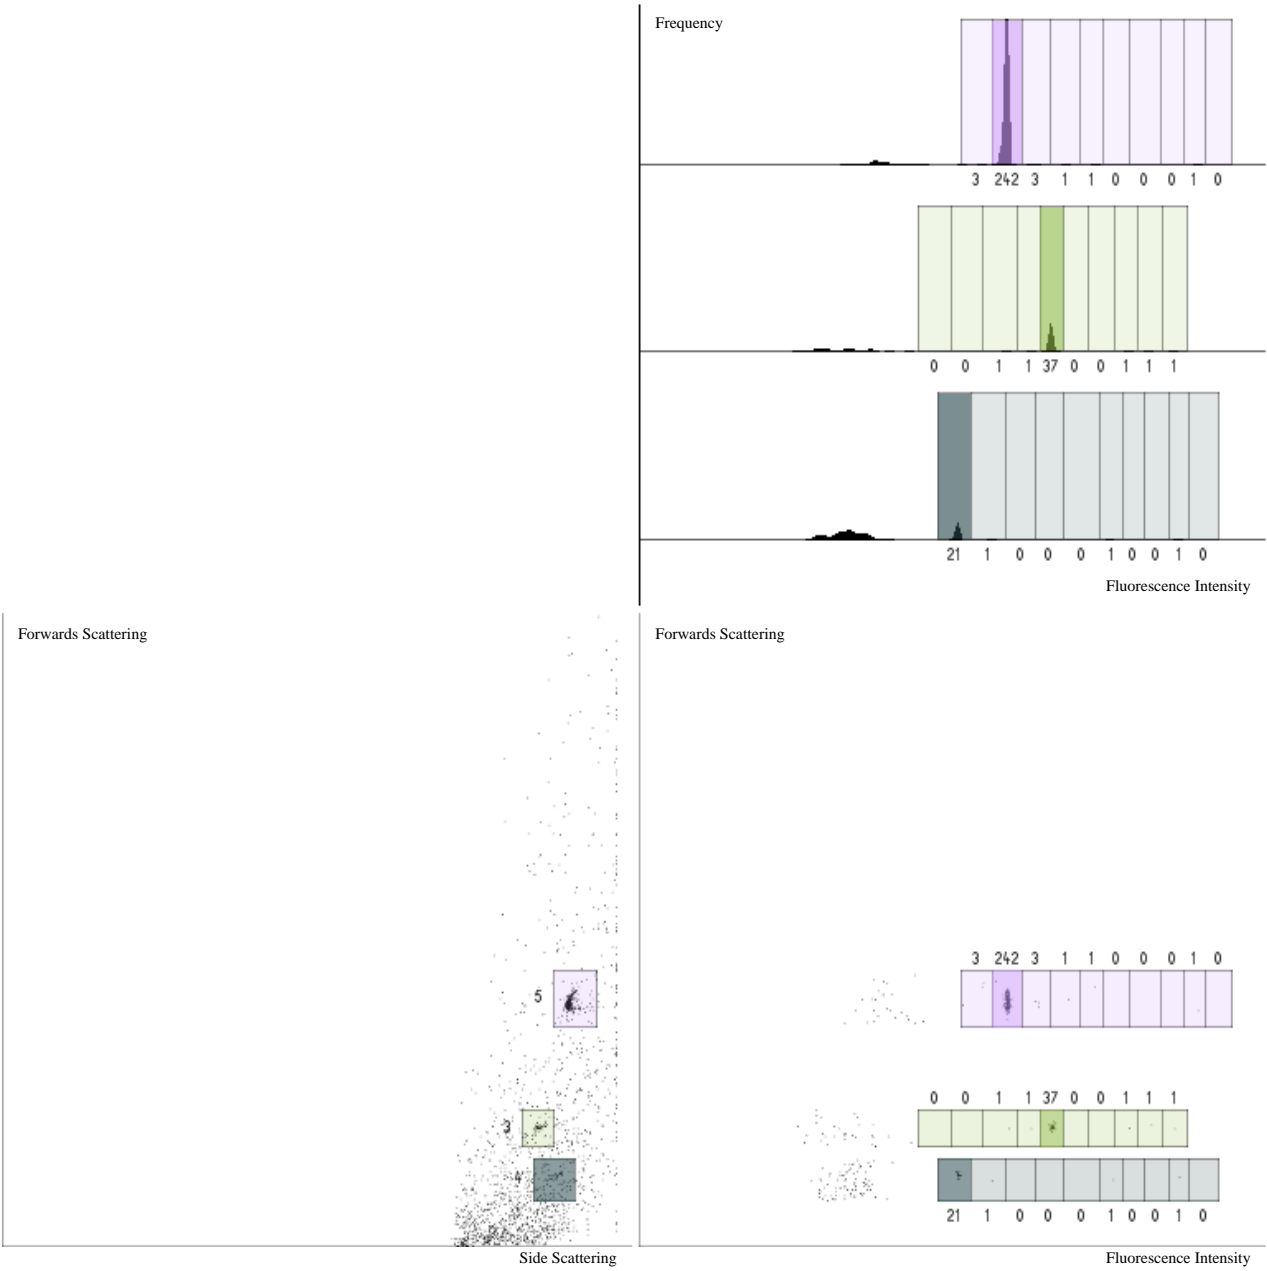 Frequency
3 242 3 1 1 0 0 0 1 0
0 0 1 1 37 0 0 1 1 1
21 1 0 0 0 1 0 0 1 0
Fluorescence Intensity
Forwards Scattering
5
3
4
Side Scattering
Forwards Scattering
3 242 3 1 1 0 0 0 1 0
0 0 1 1 37 0 0 1 1 1
21 1 0 0 0 1 0 0 1 0
Fluorescence Intensity